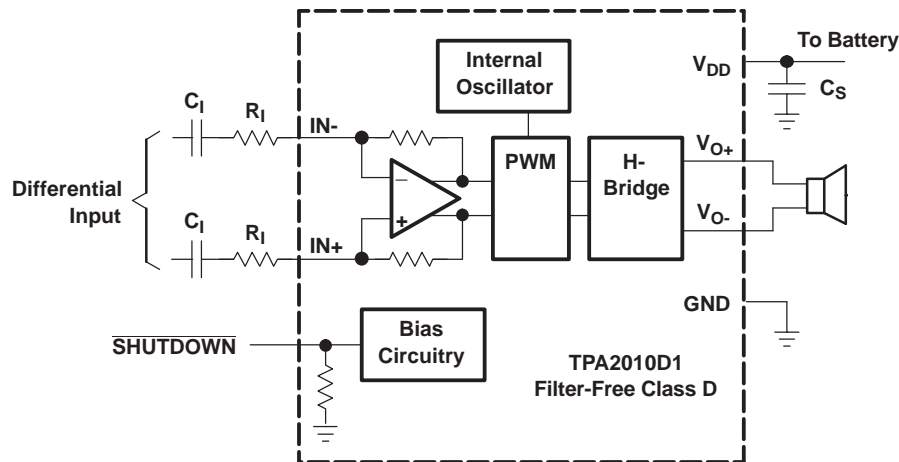 To Battery
Internal
Oscillator
VDD
CS
CI
RI
IN-
PWM
H-
Bridge
VO+
Differential
Input
−
+
CI
RI
IN+
VO-
GND
SHUTDOWN
Bias
Circuitry
TPA2010D1
Filter-Free Class D